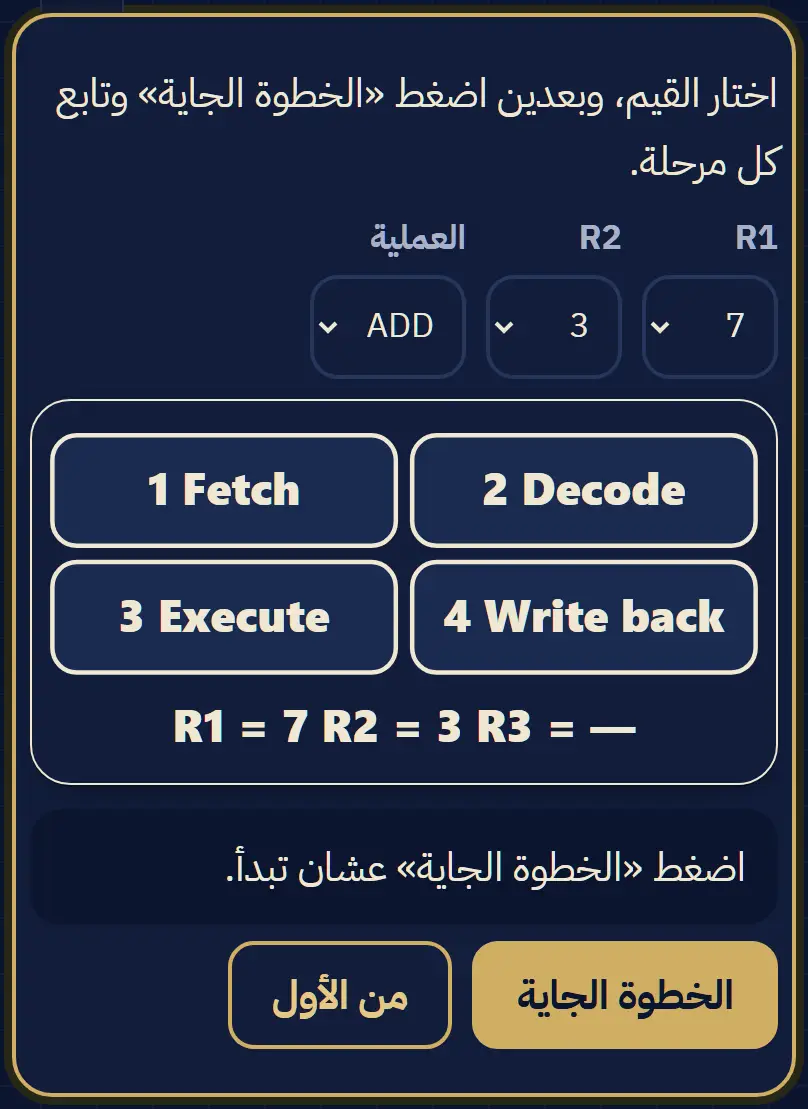 اختار القيم، وبعدين اضغط «الخطوة الجاية» وتابع
كل مرحلة.
R1
R2
العملية
7
3
ADD
1 Fetch
2 Decode
3 Execute
4 Write back
R1 = 7 R2 = 3 R3 = —
اضغط «الخطوة الجاية» عشان تبدأ.
الخطوة الجاية
من الأول